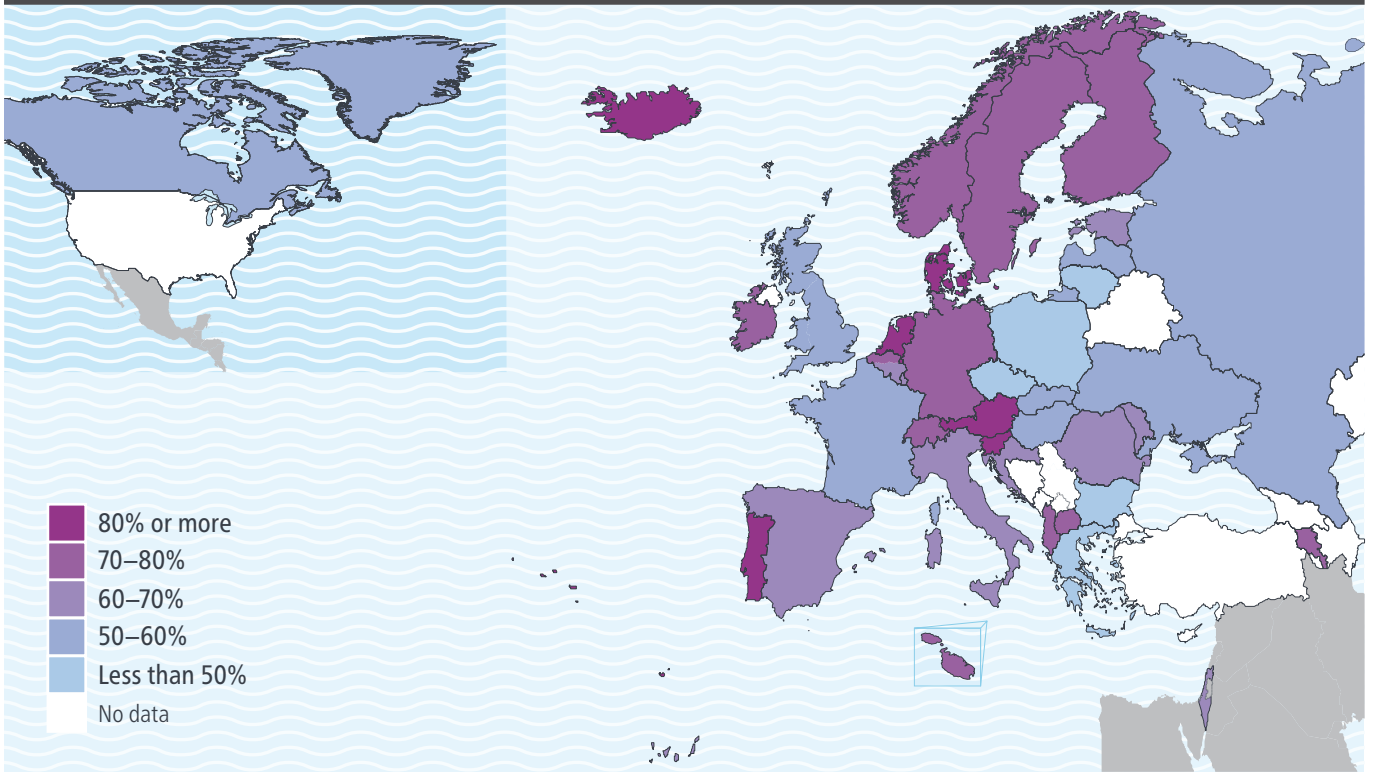 80% or more
70–80%
60–70%
50–60%
Less than 50%
No data